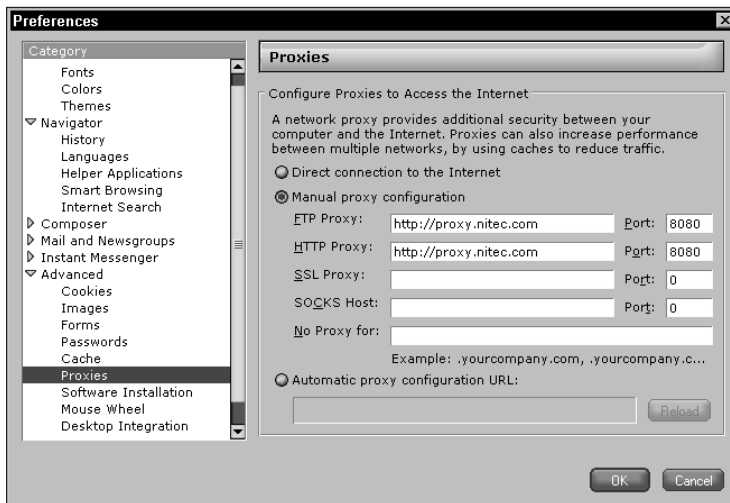 Preferences
Category
Fonts
Colors
Themes
Navigator
History
Languages
Helper Applications
Smart Browsing
Internet Search
Composer
Mail and Newsgroups
Instant Messenger
Advanced
Cookies
Images
Forms
Passwords
Cache
Proxies
Software Installation
Mouse Wheel
Desktop Integration
Proxies
Configure Proxies to Access the Internet
A network proxy provides additional security between your
computer and the Internet. Proxies can also increase performance
between multiple networks, by using caches to reduce traffic.
Direct connection to the Internet
Manual proxy configuration
FTP Proxy: http://proxy.nitec.com Port: 8080
HTTP Proxy: http://proxy.nitec.com Port: 8080
SSL Proxy: Port: 0
SOCKS Host: Port: 0
No Proxy for:
Example: .yourcompany.com, .yourcompany.c...
Automatic proxy configuration URL:
Reload
OK Cancel